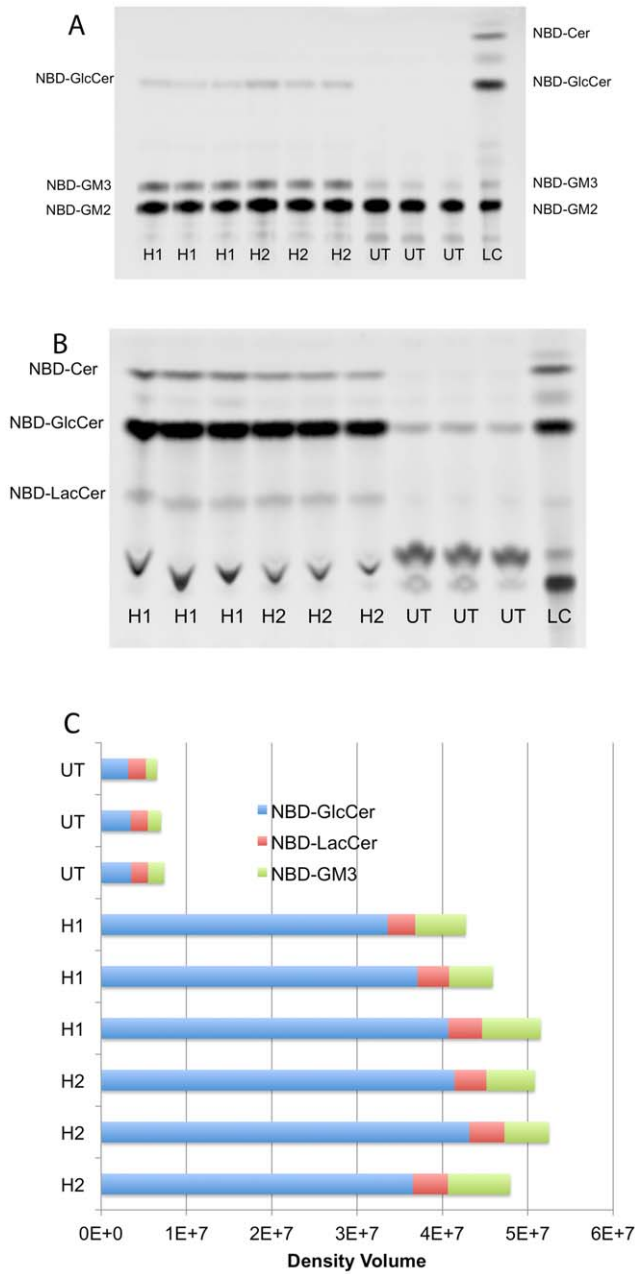 A
NBD-Cer
NBD-GlcCer
NBD-GlcCer
NBD-GM3
NBD-GM3
NBD-GM2
NBD-GM2
H1 H1 H1 H2 H2 H2 UT UT UT LC
B
NBD-Cer
NBD-GlcCer
NBD-LacCer
H1 H1 H1 H2 H2 H2 UT UT UT LC
C
UT
UT
UT
H1
H1
H1
H2
H2
H2
NBD-GlcCer
NBD-LacCer
NBD-GM3
0E+0 1E+7 2E+7 3E+7 4E+7 5E+7 6E+7
Density Volume